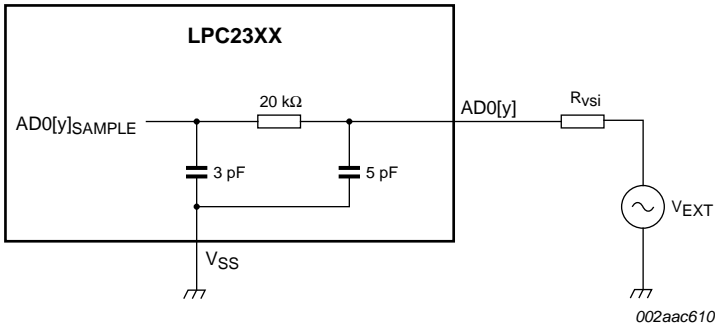 LPC23XX
20 kΩ
AD0[y]
Rvsi
AD0[y]SAMPLE
3 pF
5 pF
VEXT
VSS
002aac610